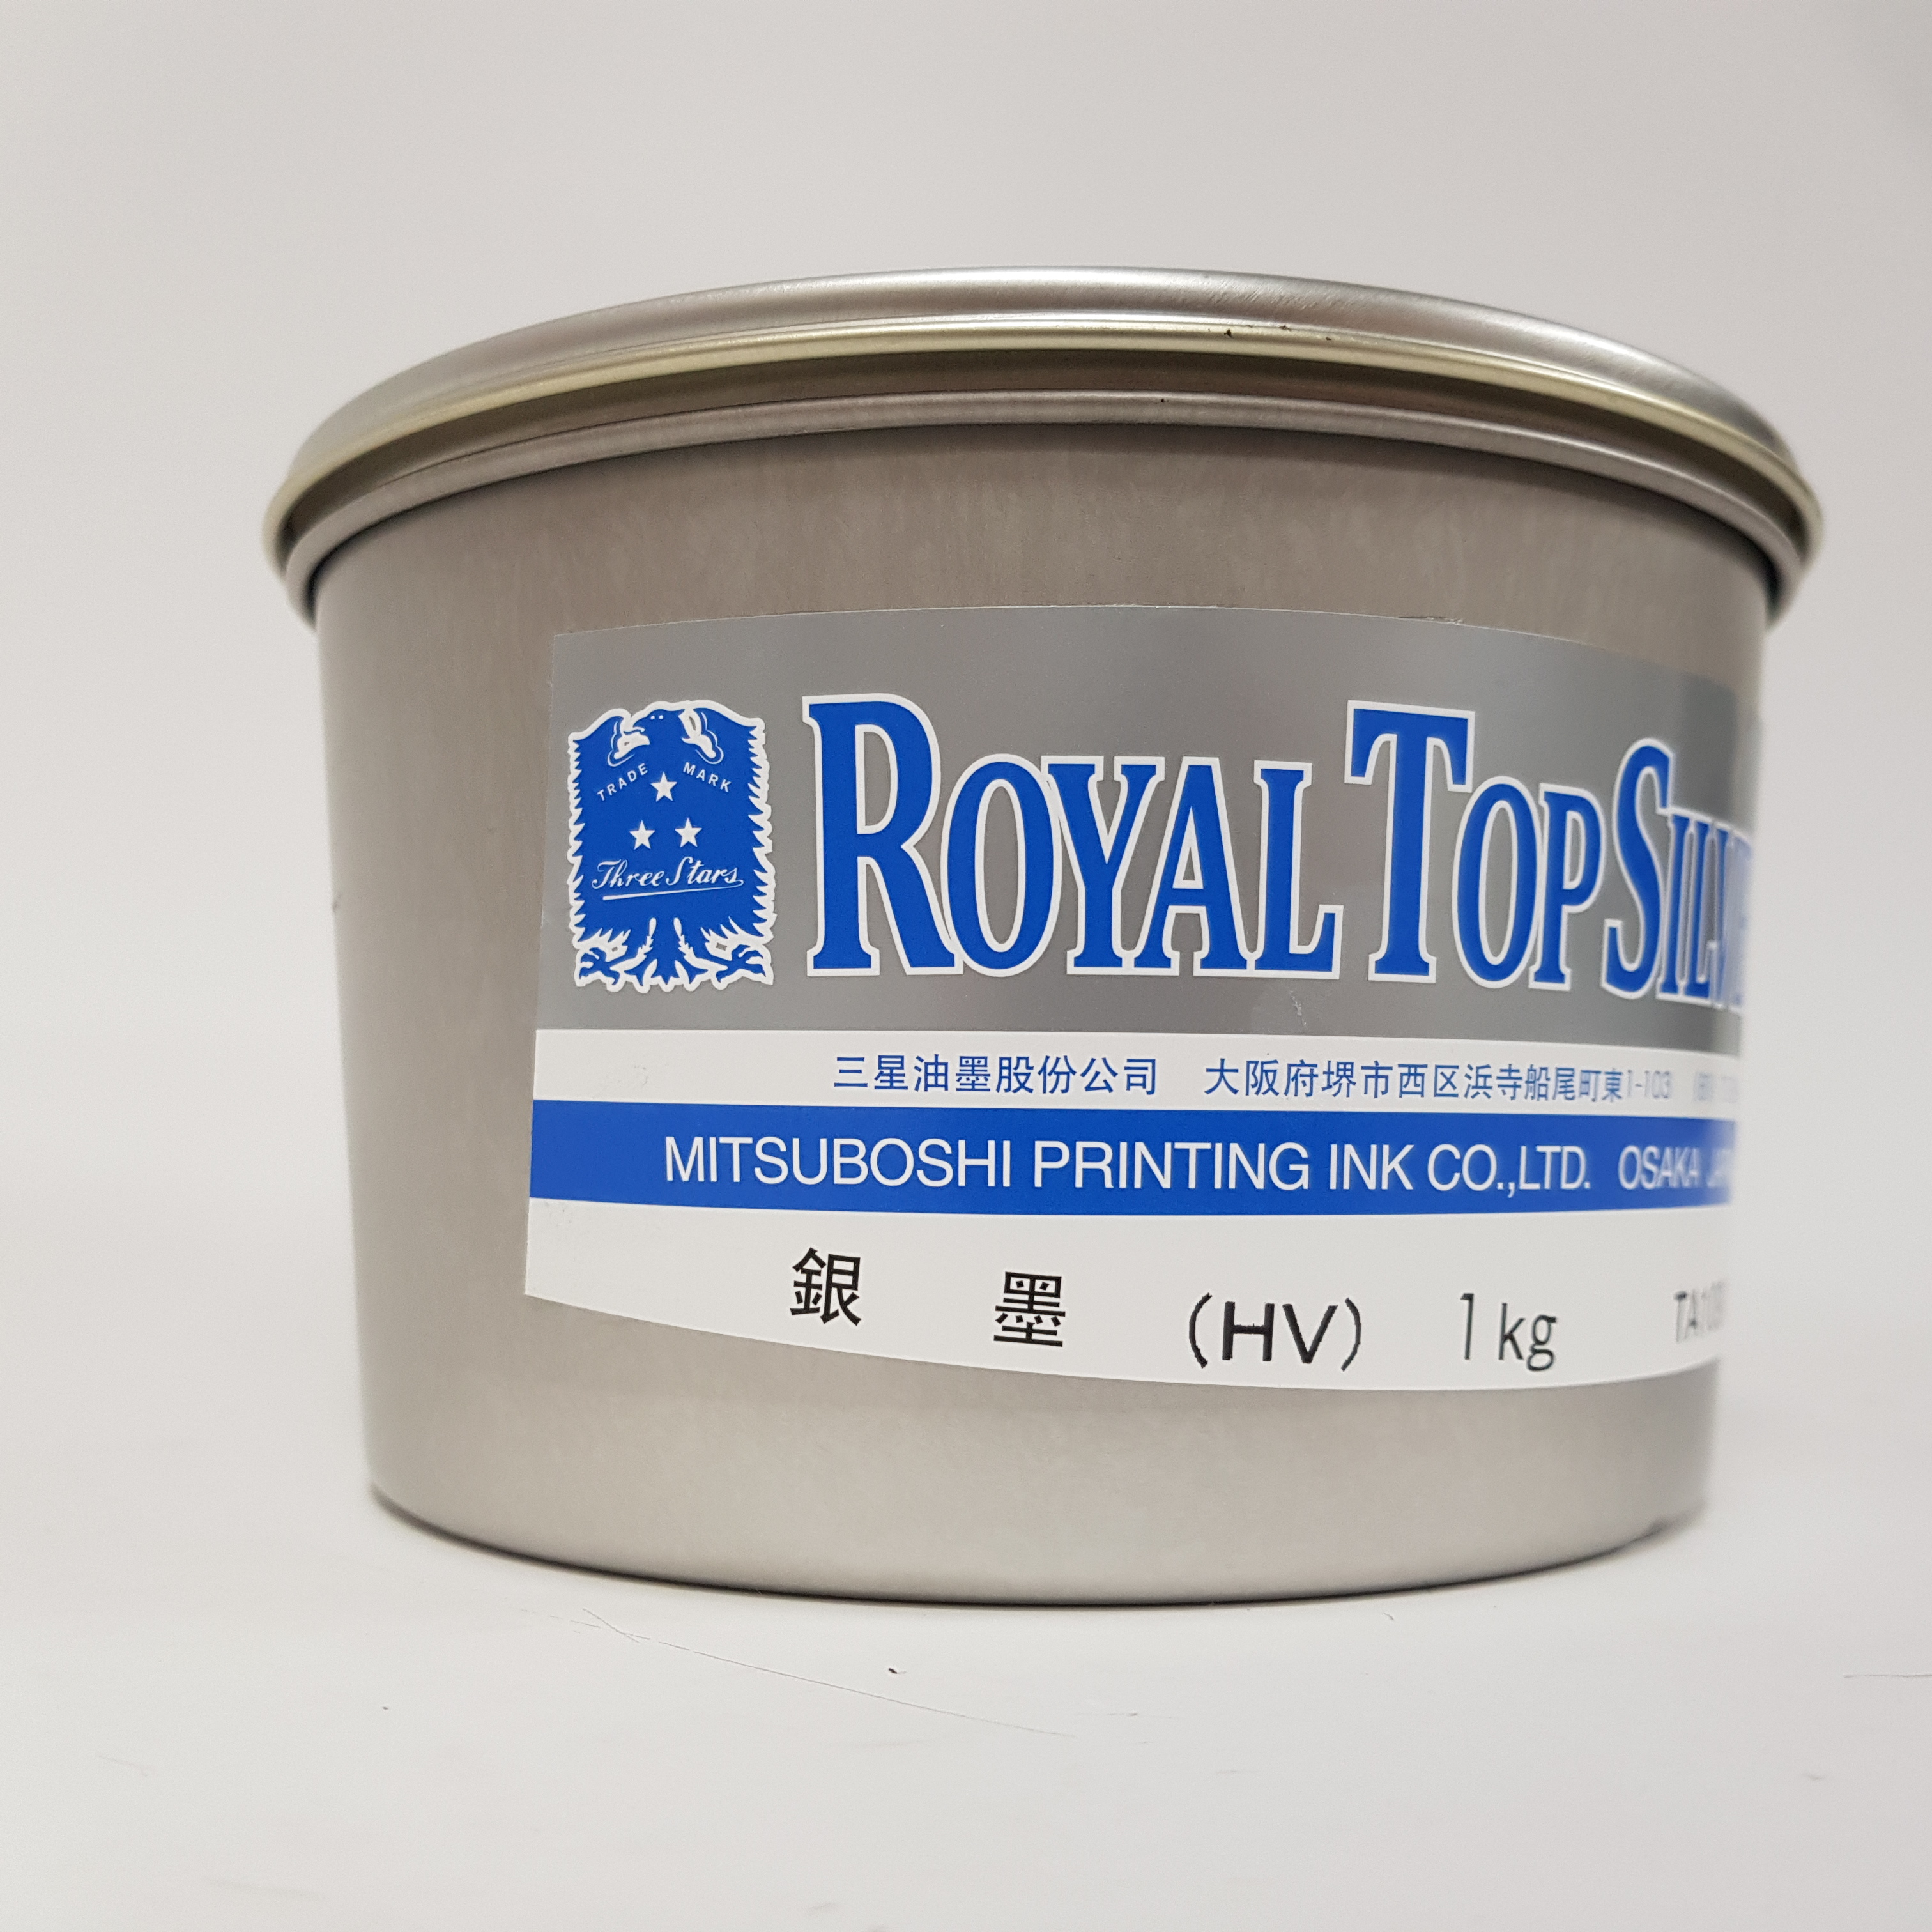 TRADE MARK
Three Stars
ROYAL TOP SILVE
三星油墨股份公司 大阪府堺市西区浜寺船尾町東1-103
MITSUBOSHI PRINTING INK CO.,LTD. OSAKA
銀 墨 (HV) 1kg